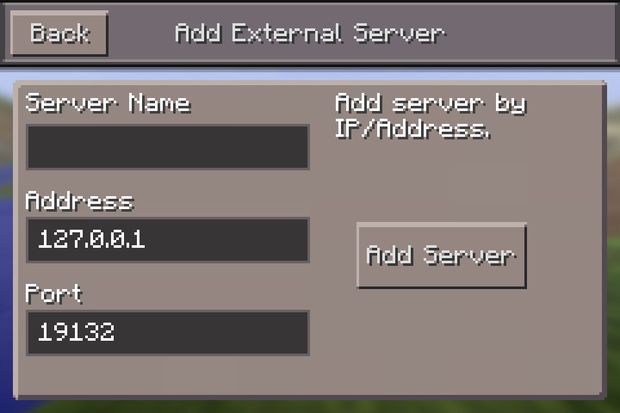 Back
Add External Server
Server Name
Add server by
IP/Address.
Address
127.0.0.1
Add Server
Port
19132